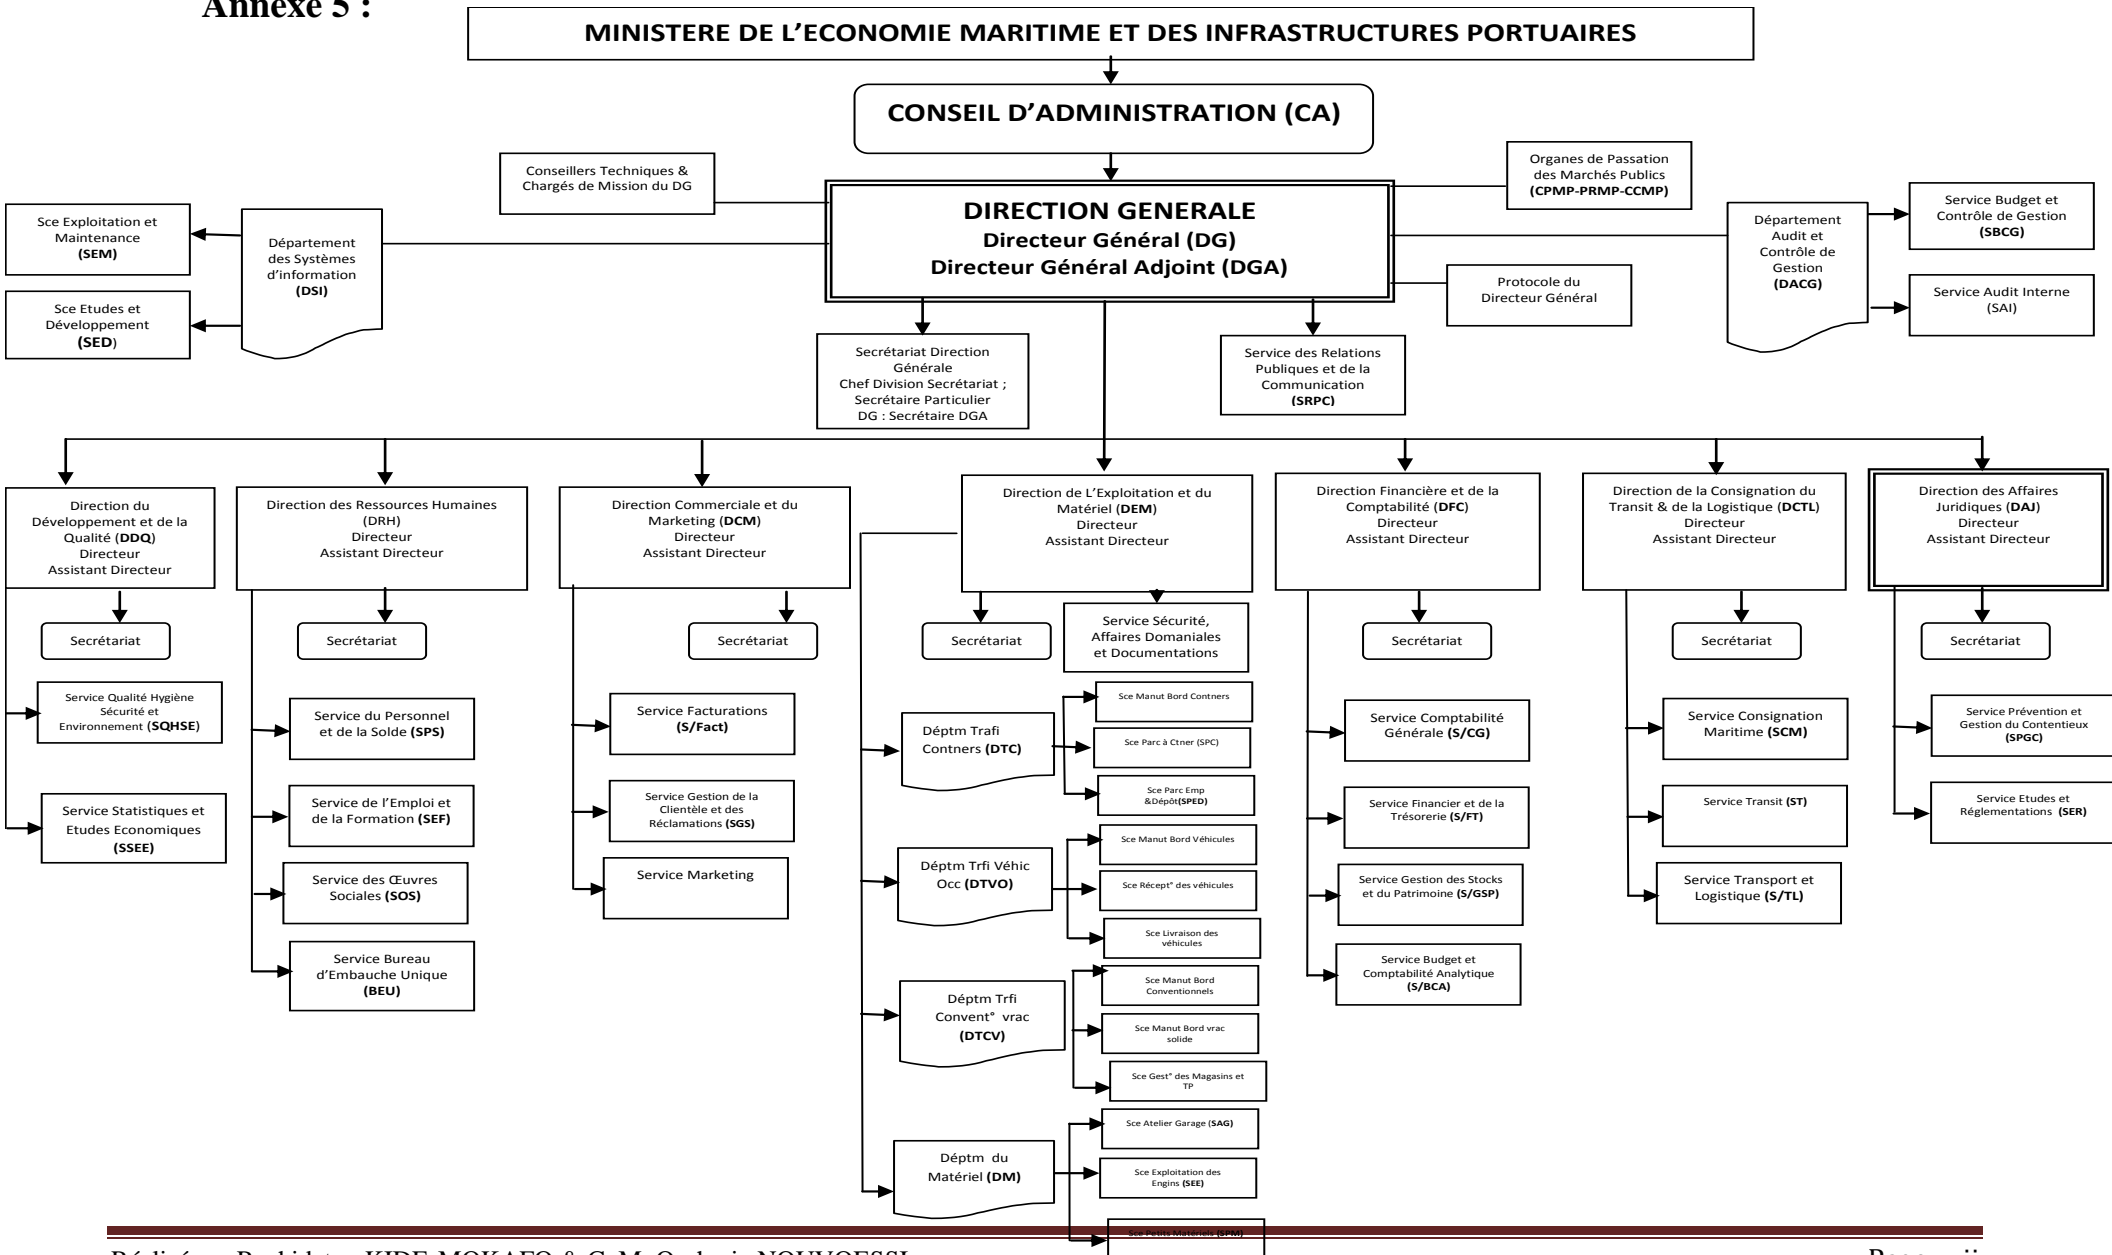 Annexe 5 :
MINISTERE DE L’ECONOMIE MARITIME ET DES INFRASTRUCTURES PORTUAIRES
CONSEIL D’ADMINISTRATION (CA)
Conseillers Techniques &
Chargés de Mission du DG
Organes de Passation
des Marchés Publics
(CPMP-PRMP-CCMP)
DIRECTION GENERALE
Directeur Général (DG)
Directeur Général Adjoint (DGA)
Sce Exploitation et
Maintenance
(SEM)
Sce Etudes et
Développement
(SED)
Département
des Systèmes
d’information
(DSI)
Protocole du
Directeur Général
Département
Audit et
Contrôle de
Gestion
(DACG)
Service Budget et
Contrôle de Gestion
(SBCG)
Service Audit Interne
(SAI)
Secrétariat Direction
Générale
Chef Division Secrétariat ;
Secrétaire Particulier
DG : Secrétaire DGA
Service des Relations
Publiques et de la
Communication
(SRPC)
Direction du
Développement et de la
Qualité (DDQ)
Directeur
Assistant Directeur
Secrétariat
Service Qualité Hygiène
Sécurité et
Environnement (SQHSE)
Service Statistiques et
Etudes Economiques
(SSEE)
Direction des Ressources Humaines
(DRH)
Directeur
Assistant Directeur
Secrétariat
Service du Personnel
et de la Solde (SPS)
Service de l’Emploi et
de la Formation (SEF)
Service des Œuvres
Sociales (SOS)
Service Bureau
d’Embauche Unique
(BEU)
Direction Commerciale et du
Marketing (DCM)
Directeur
Assistant Directeur
Secrétariat
Service Facturations
(S/Fact)
Service Gestion de la
Clientèle et des
Réclamations (SGS)
Service Marketing
Direction de L’Exploitation et du
Matériel (DEM)
Directeur
Assistant Directeur
Secrétariat
Service Sécurité,
Affaires Domaniales
et Documentations
Déptm Trafi
Contners (DTC)
Sce Manut Bord Contners
Sce Parc à Ctner (SPC)
Sce Parc Emp
&Dépôt(SPED)
Déptm Trfi Véhic
Occ (DTVO)
Sce Manut Bord Véhicules
Sce Récept° des véhicules
Sce Livraison des
véhicules
Déptm Trfi
Convent° vrac
(DTCV)
Sce Manut Bord
Conventionnels
Sce Manut Bord vrac
solide
Sce Gest° des Magasins et
TP
Déptm du
Matériel (DM)
Sce Atelier Garage (SAG)
Sce Exploitation des
Engins (SEE)
Sce Petits Matériels (SPM)
Direction Financière et de la
Comptabilité (DFC)
Directeur
Assistant Directeur
Secrétariat
Service Comptabilité
Générale (S/CG)
Service Financier et de la
Trésorerie (S/FT)
Service Gestion des Stocks
et du Patrimoine (S/GSP)
Service Budget et
Comptabilité Analytique
(S/BCA)
Direction de la Consignation du
Transit & de la Logistique (DCTL)
Directeur
Assistant Directeur
Secrétariat
Service Consignation
Maritime (SCM)
Service Transit (ST)
Service Transport et
Logistique (S/TL)
Direction des Affaires
Juridiques (DAJ)
Directeur
Assistant Directeur
Secrétariat
Service Prévention et
Gestion du Contentieux
(SPGC)
Service Etudes et
Réglementations (SER)